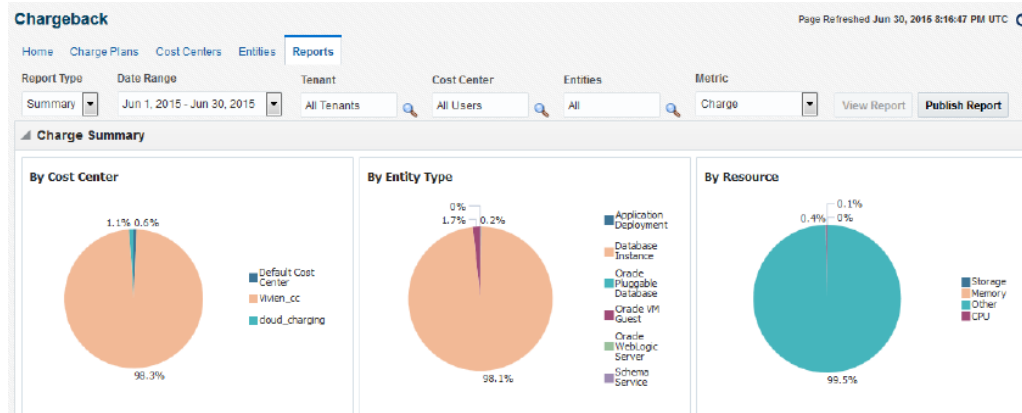 Chargeback
Page Refreshed Jun 30, 2015 8:16:47 PM UTC
Home Charge Plans Cost Centers Entities Reports
Report Type Date Range Tenant Cost Center Entities Metric
Summary Jun 1, 2015 - Jun 30, 2015 All Tenants All Users All Charge View Report Publish Report
Charge Summary
By Cost Center
1.1% 0.6%
Default Cost
Center
Vivien_cc
cloud_charging
98.3%
By Entity Type
0%
1.7% 0.2%
Application
Deployment
Database
Instance
Oracle
Pluggable
Database
Oracle VM
Guest
Oracle
WebLogic
Server
Schema
Service
98.1%
By Resource
0.1%
0.4% 0%
Storage
Memory
Other
CPU
99.5%